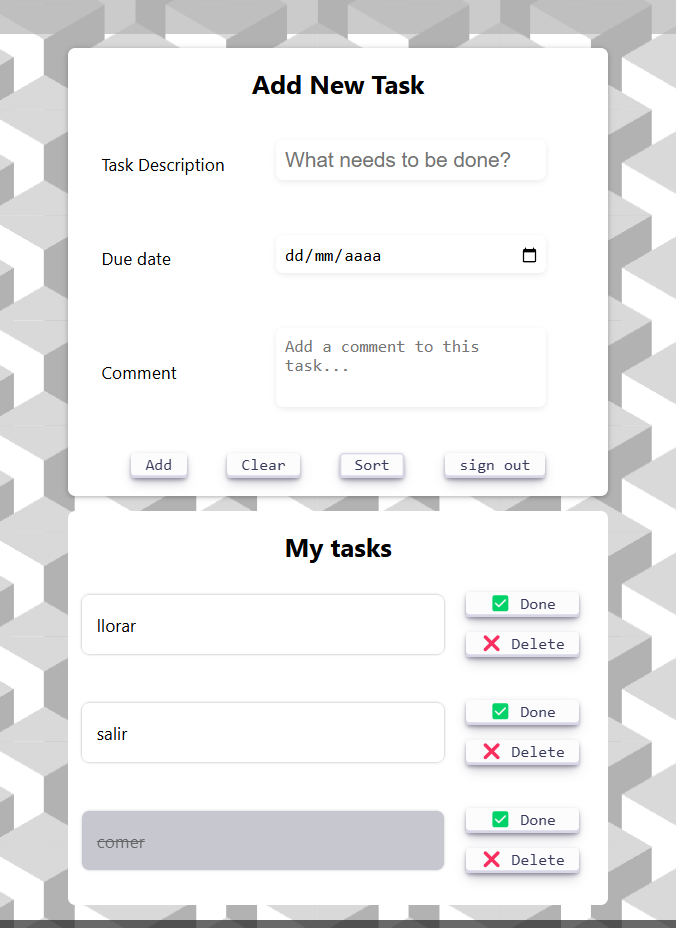 Add New Task
Task Description
What needs to be done?
Due date
dd/mm/aaaa
Comment
Add a comment to this
task...
Add
Clear
Sort
sign out
My tasks
llorar
✅ Done
❌ Delete
salir
✅ Done
❌ Delete
comer
✅ Done
❌ Delete